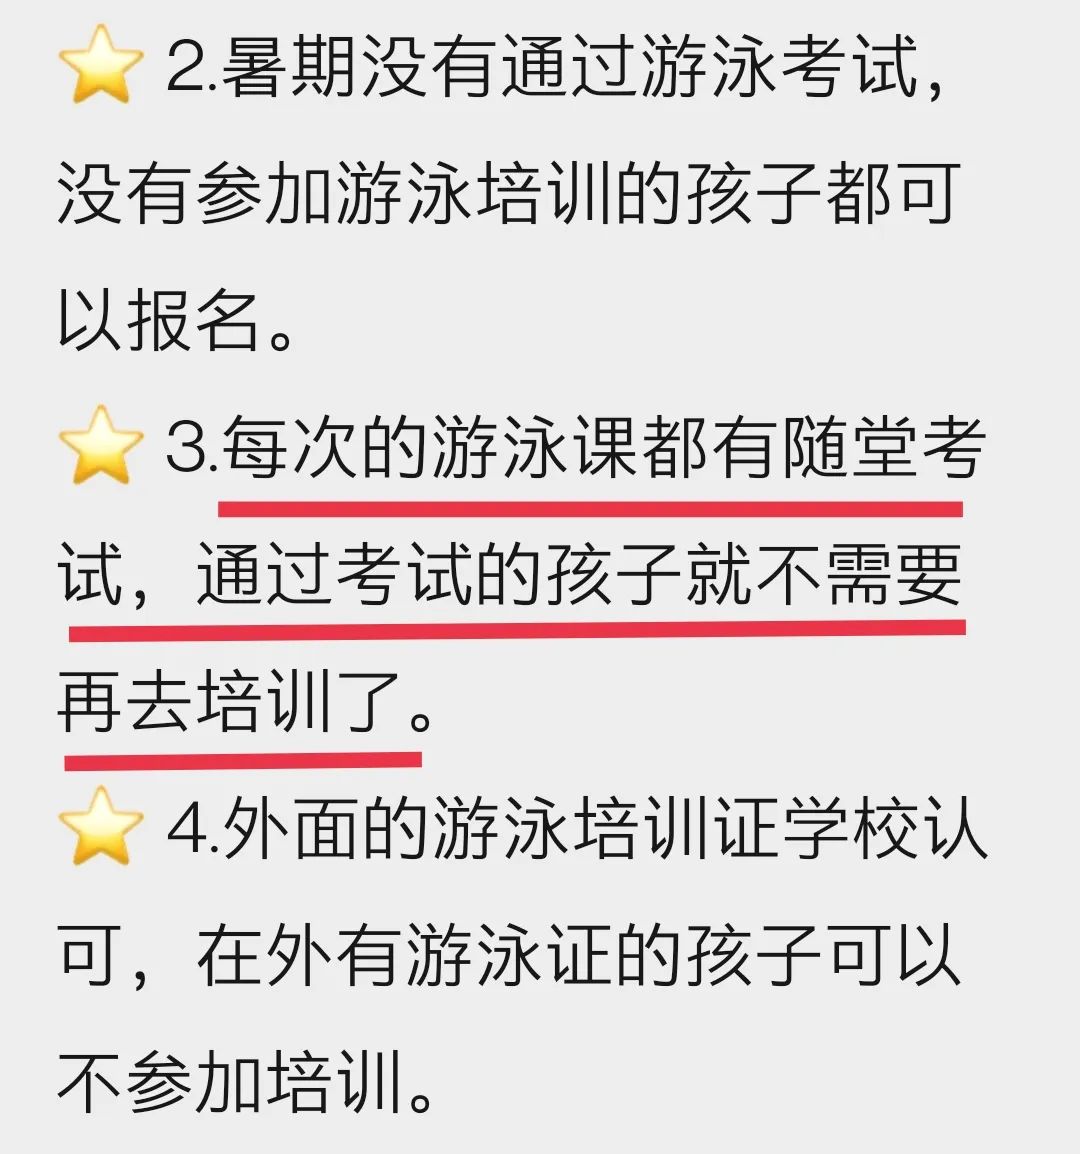 ⭐ 2.暑期没有通过游泳考试，
没有参加游泳培训的孩子都可
以报名。
⭐ 3.每次的游泳课都有随堂考
试，通过考试的孩子就不需要
再去培训了。
⭐ 4.外面的游泳培训证学校认
可，在外有游泳证的孩子可以
不参加培训。